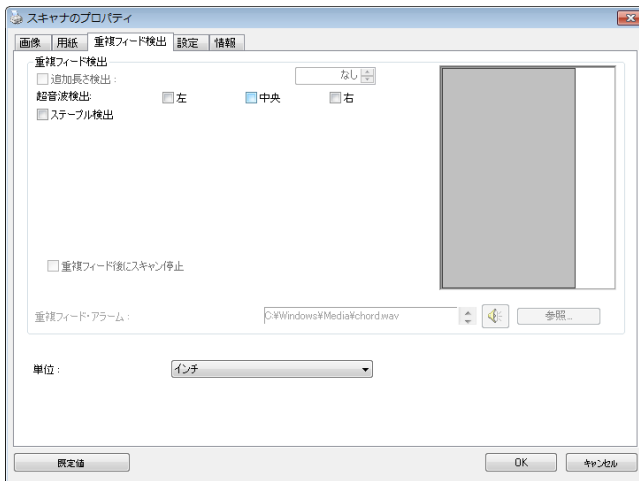 スキャナのプロパティ
画像 用紙 重複フィード検出 設定 情報
重複フィード検出
追加長さ検出: なし
超音波検出: 左 中央 右
ステープル検出
重複フィード後にスキャン停止
重複フィード・アラーム: C:¥Windows¥Media¥chord.wav 参照...
単位: インチ
既定値 OK キャンセル